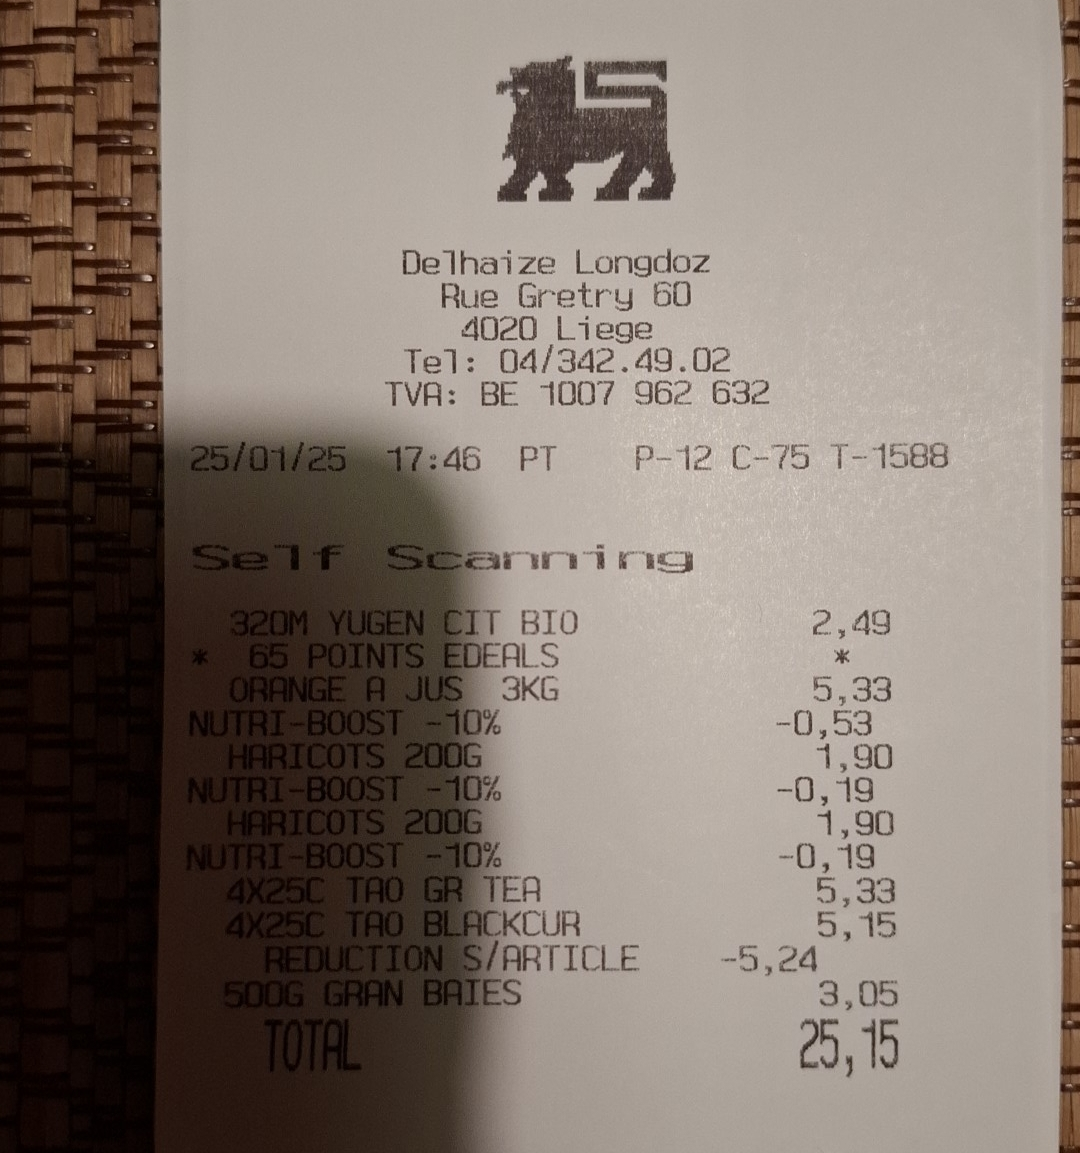 Delhaize Longdoz
Rue Gretry 60
4020 Liege
Tel: 04/342.49.02
TVA: BE 1007 962 632
25/01/25 17:46 PT P-12 C-75 T-1588
Self Scanning
320M YUGEN CIT BIO 2,49
* 65 POINTS EDEALS *
ORANGE A JUS 3KG 5,33
NUTRI-BOOST -10% -0,53
HARICOTS 200G 1,90
NUTRI-BOOST -10% -0,19
HARICOTS 200G 1,90
NUTRI-BOOST -10% -0,19
4X25C TAO GR TEA 5,33
4X25C TAO BLACKCUR 5,15
REDUCTION S/ARTICLE -5,24
500G GRAN BAIES 3,05
TOTAL 25,15